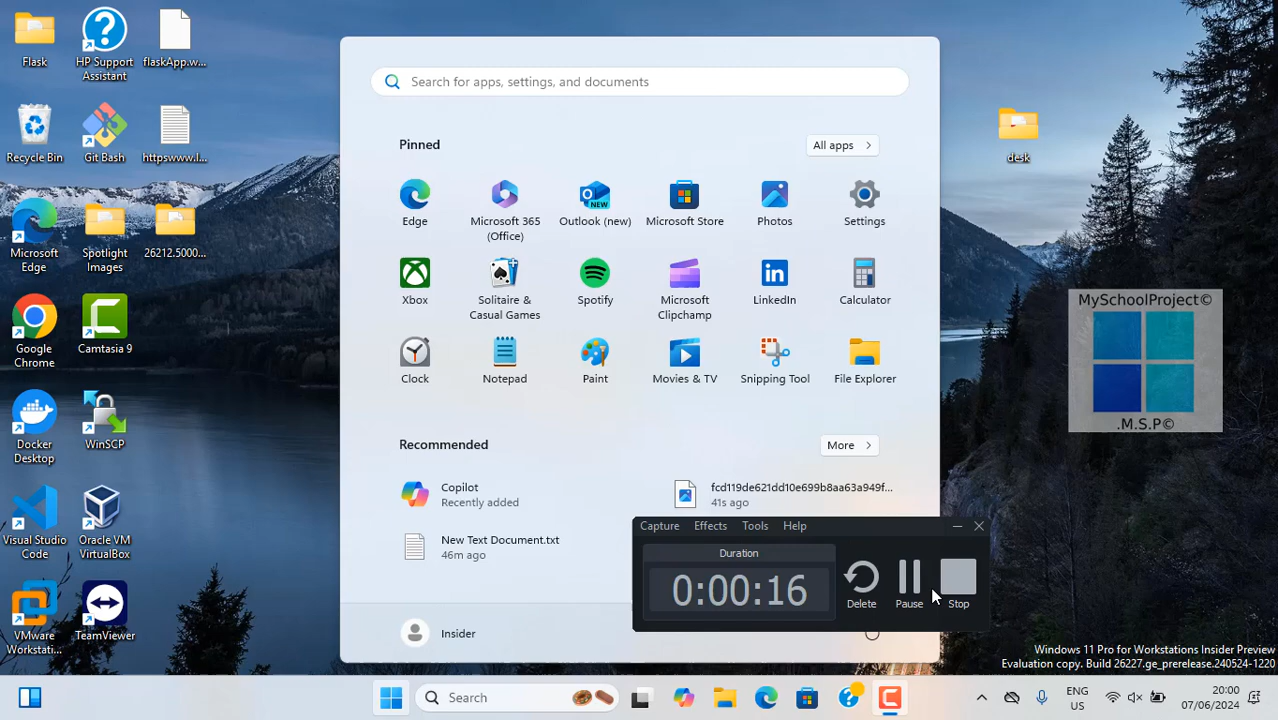 Flask
HP Support
Assistant
flaskApp.w...
Recycle Bin
Git Bash
httpswww.l...
Microsoft
Edge
Spotlight
Images
26212.5000...
Google
Chrome
Camtasia 9
Docker
Desktop
WinSCP
Visual Studio
Code
Oracle VM
VirtualBox
VMware
Workstati...
TeamViewer
Search for apps, settings, and documents
Pinned
All apps
Edge
Microsoft 365
(Office)
NEW
Outlook (new)
Microsoft Store
Photos
Settings
Xbox
Solitaire &
Casual Games
Spotify
Microsoft
Clipchamp
LinkedIn
Calculator
Clock
Notepad
Paint
Movies & TV
Snipping Tool
File Explorer
Recommended
More
Copilot
Recently added
fcd119de621dd10e699b8aa63a949f...
41s ago
New Text Document.txt
46m ago
Insider
Capture Effects Tools Help
Duration
0:00:16
Delete
Pause
Stop
desk
MySchoolProject©
.M.S.P©
Windows 11 Pro for Workstations Insider Preview
Evaluation copy. Build 26227.ge_prerelease.240524-1220
Search
ENG
US
20:00
07/06/2024